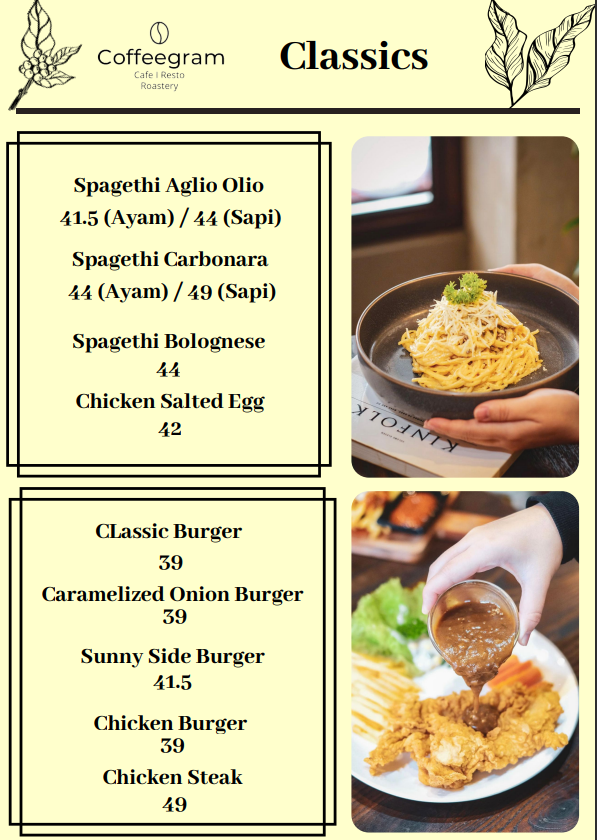 Coffeegram
Cafe I Resto
Roastery
Classics
Spagethi Aglio Olio
41.5 (Ayam) / 44 (Sapi)
Spagethi Carbonara
44 (Ayam) / 49 (Sapi)
Spagethi Bolognese
44
Chicken Salted Egg
42
KINFOLK
CLassic Burger
39
Caramelized Onion Burger
39
Sunny Side Burger
41.5
Chicken Burger
39
Chicken Steak
49